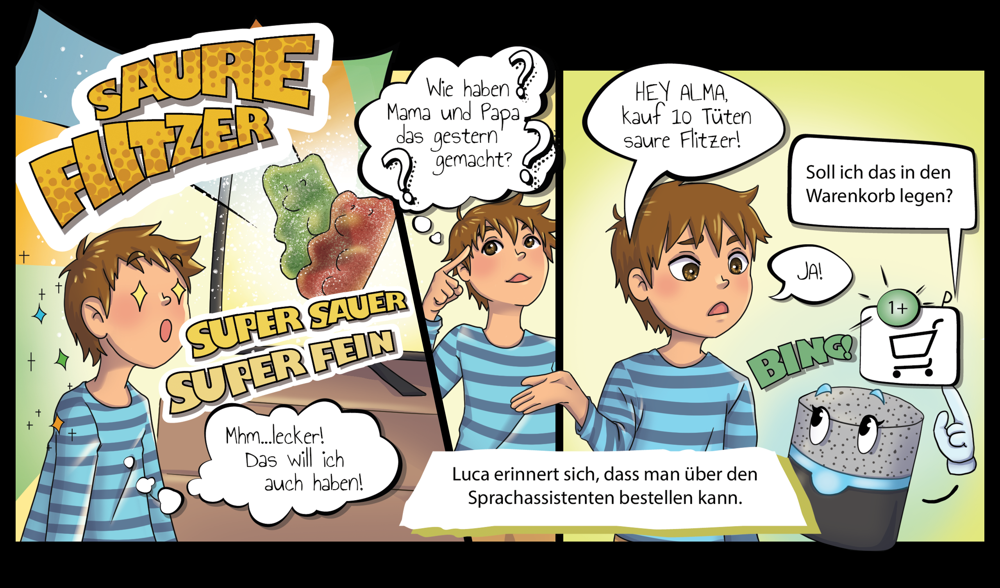 SAURE
FLITZER
SUPER SAUER
SUPER FEIN
Mhm...lecker!
Das will ich
auch haben!
Wie haben ?
Mama und Papa
das gestern ?
? gemacht?
HEY ALMA,
kauf 10 Tüten
saure Flitzer!
Soll ich das in den
Warenkorb legen?
JA!
1+
BING!
Luca erinnert sich, dass man über den
Sprachassistenten bestellen kann.